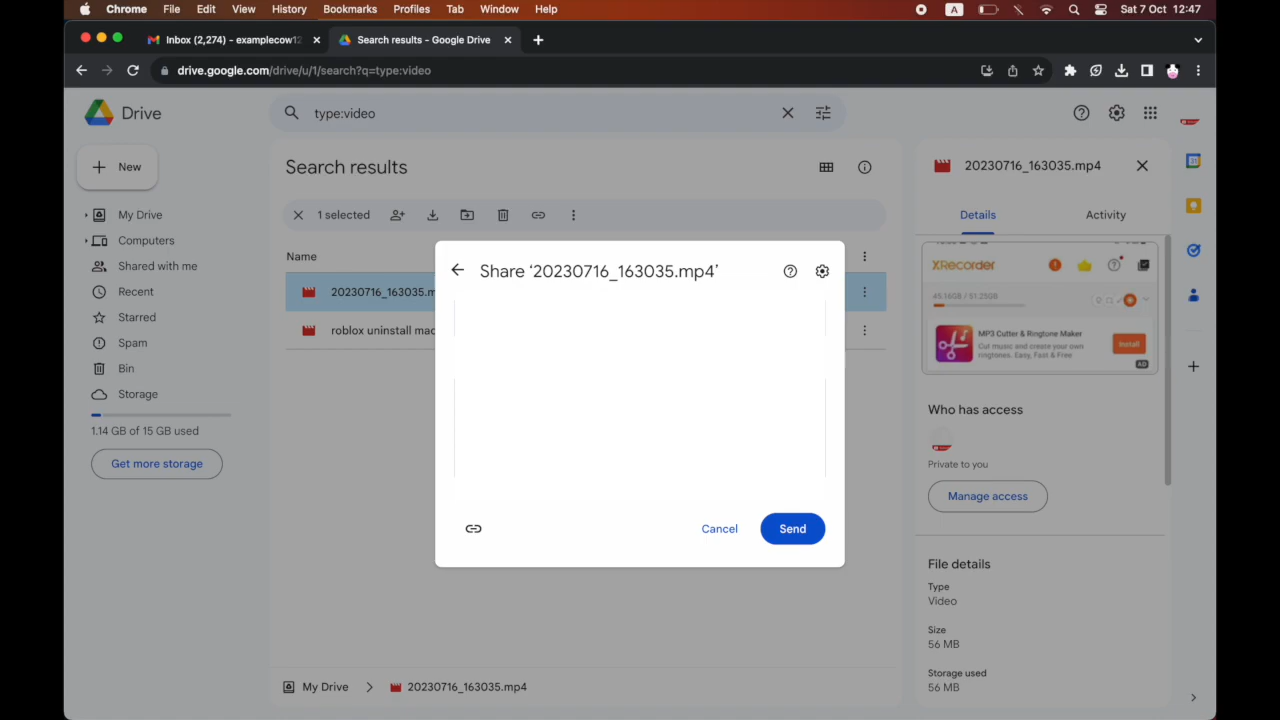 Chrome File Edit View History Bookmarks Profiles Tab Window Help A Sat 7 Oct 12:47
Inbox (2,274) - examplecow12 Search results - Google Drive
drive.google.com/drive/u/1/search?q=type:video
Drive type:video
New Search results 20230716_163035.mp4
1 selected Details Activity
My Drive
Computers
Shared with me
Recent
Starred
Spam
Bin
Storage
1.14 GB of 15 GB used
Get more storage
Name
20230716_163035.m
roblox uninstall mac
Share ‘20230716_163035.mp4’
Cancel Send
XRecorder
45.16GB / 51.25GB
MP3 Cutter & Ringtone Maker
Cut music and create your own
ringtones. Easy, Fast & Free
Install
AD
Who has access
Private to you
Manage access
File details
Type
Video
Size
56 MB
Storage used
56 MB
My Drive 20230716_163035.mp4